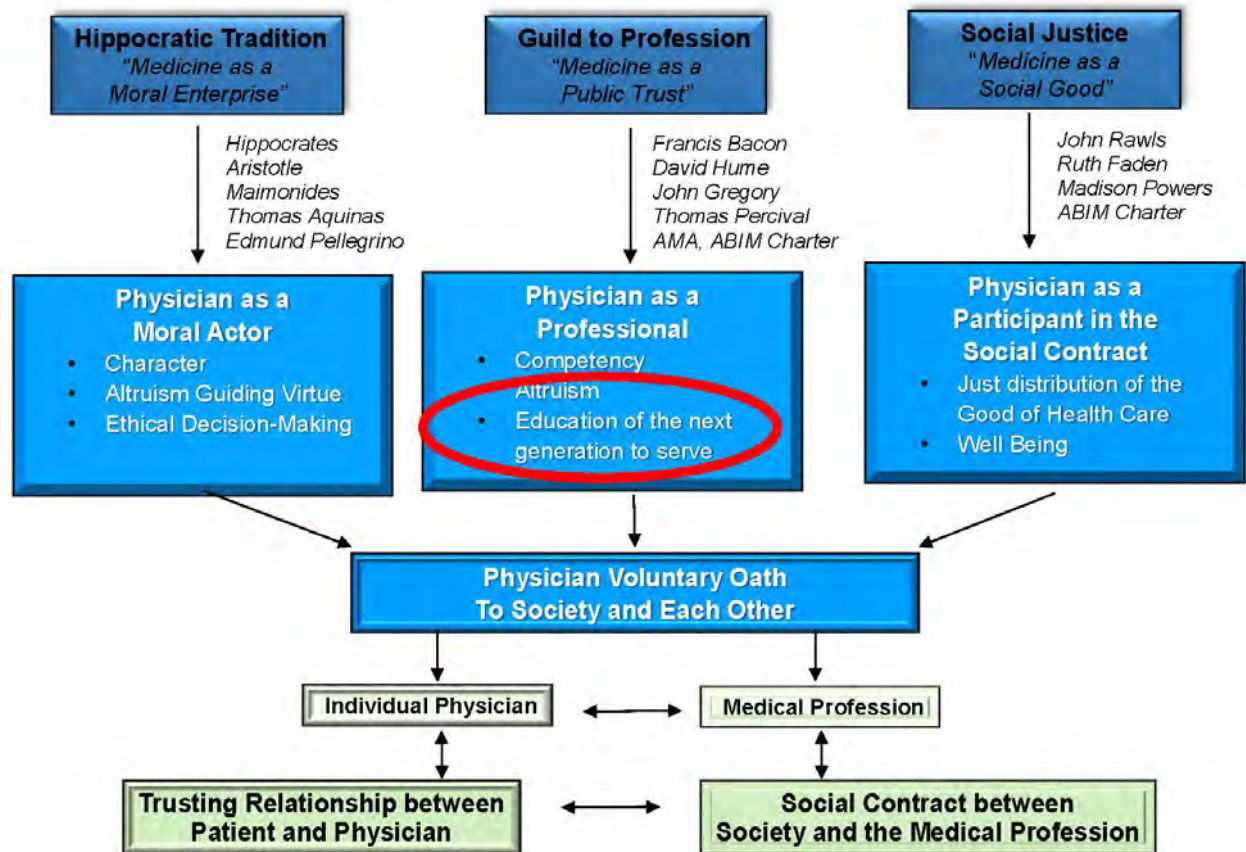 Hippocratic Tradition
“Medicine as a
Moral Enterprise”
Guild to Profession
“Medicine as a
Public Trust”
Social Justice
“Medicine as a
Social Good”
Hippocrates
Aristotle
Maimonides
Thomas Aquinas
Edmund Pellegrino
Francis Bacon
David Hume
John Gregory
Thomas Percival
AMA, ABIM Charter
John Rawls
Ruth Faden
Madison Powers
ABIM Charter
Physician as a
Moral Actor
• Character
• Altruism Guiding Virtue
• Ethical Decision-Making
Physician as a
Professional
• Competency
• Altruism
• Education of the next
generation to serve
Physician as a
Participant in the
Social Contract
• Just distribution of the
Good of Health Care
• Well Being
Physician Voluntary Oath
To Society and Each Other
Individual Physician
Medical Profession
Trusting Relationship between
Patient and Physician
Social Contract between
Society and the Medical Profession